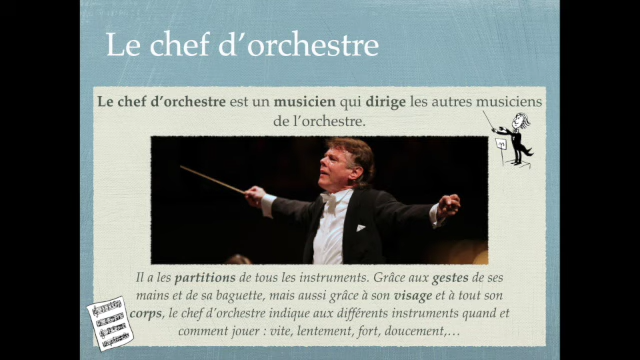 Le chef d’orchestre
Le chef d’orchestre est un musicien qui dirige les autres musiciens
de l’orchestre.
Il a les partitions de tous les instruments. Grâce aux gestes de ses
mains et de sa baguette, mais aussi grâce à son visage et à tout son
corps, le chef d’orchestre indique aux différents instruments quand et
comment jouer : vite, lentement, fort, doucement,…